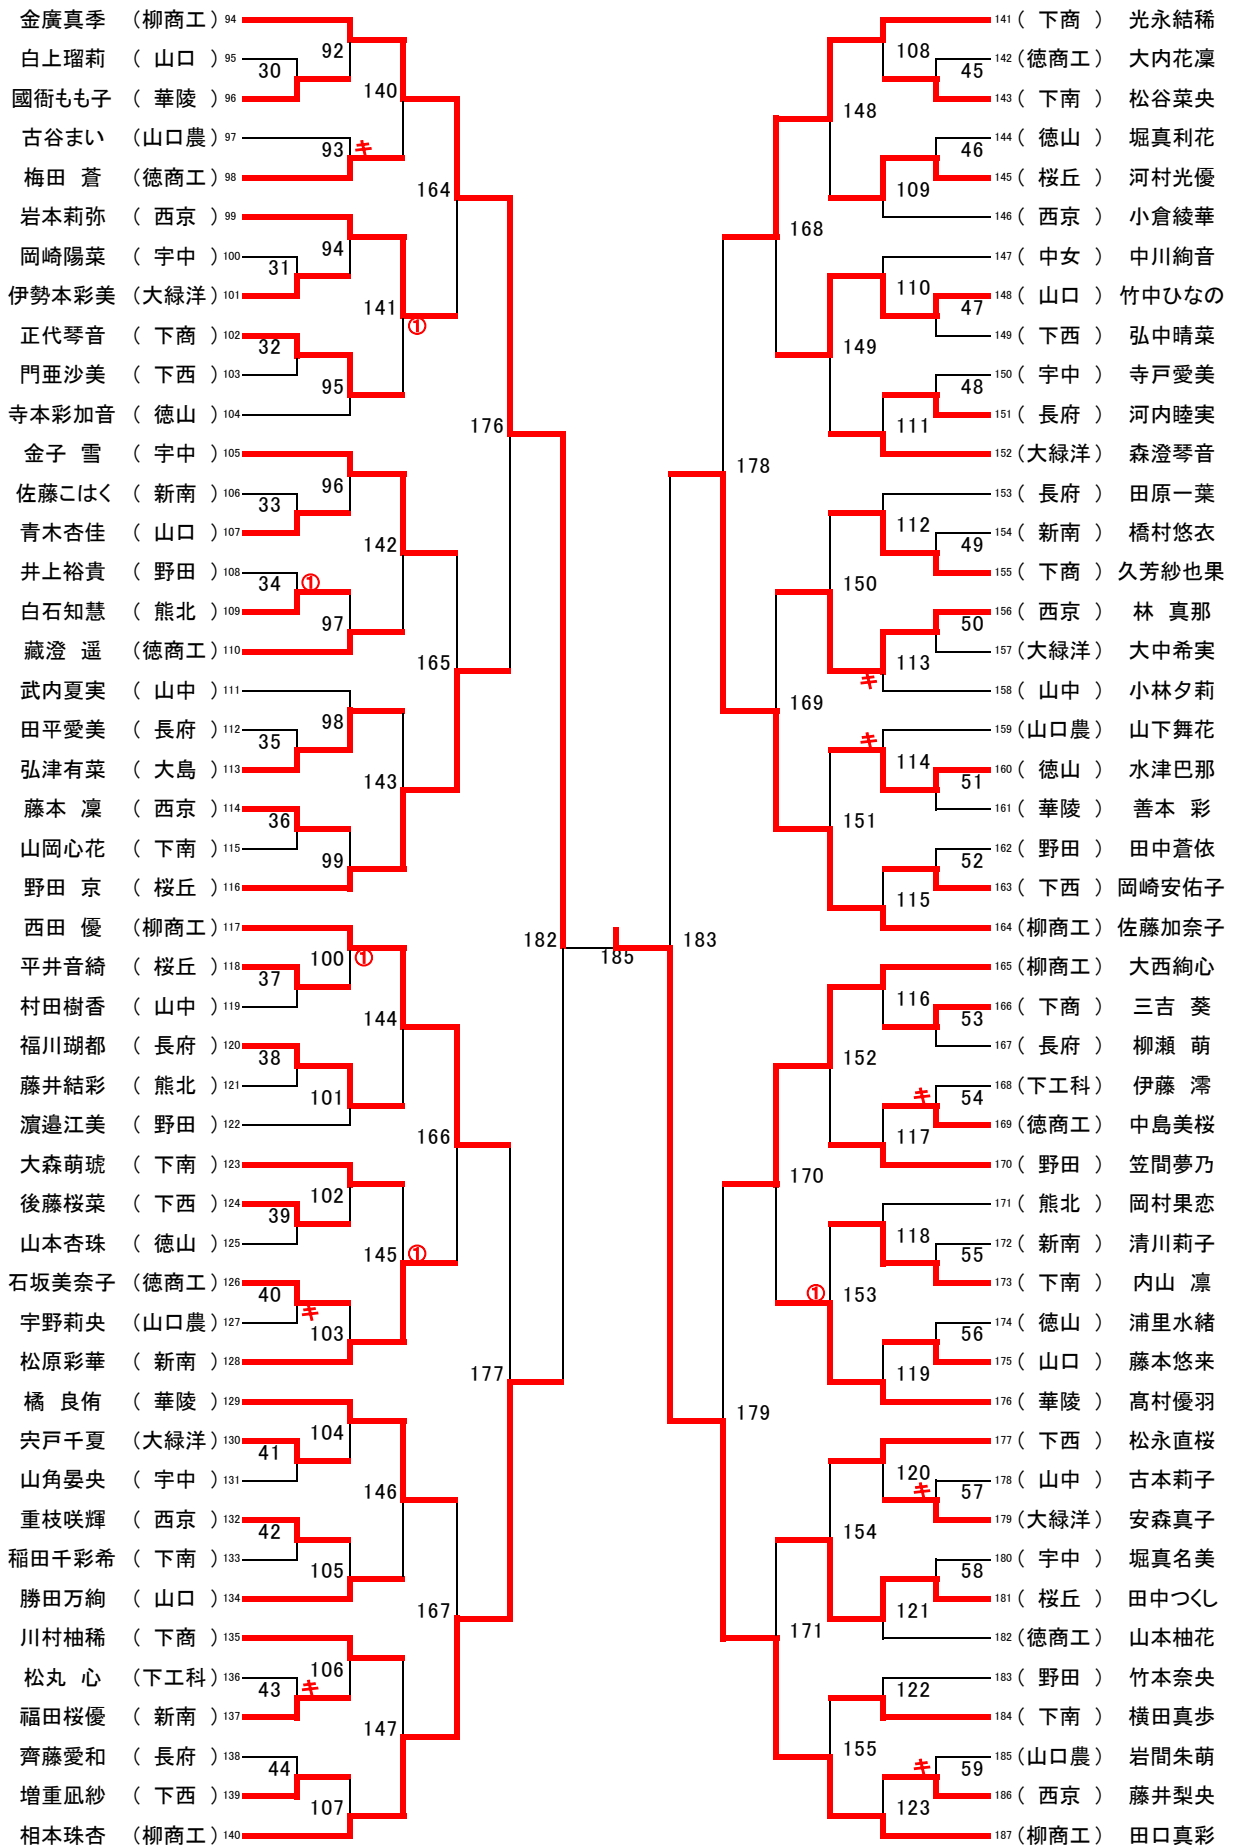 金廣真季 （柳商工） 94
白上瑠莉 （ 山口 ） 95
國衙もも子 （ 華陵 ） 96
古谷まい （山口農） 97
梅田 蒼 （徳商工） 98
岩本莉弥 （ 西京 ） 99
岡崎陽菜 （ 宇中 ） 100
伊勢本彩美 （大緑洋） 101
正代琴音 （ 下商 ） 102
門亜沙美 （ 下西 ） 103
寺本彩加音 （ 徳山 ） 104
金子 雪 （ 宇中 ） 105
佐藤こはく （ 新南 ） 106
青木杏佳 （ 山口 ） 107
井上裕貴 （ 野田 ） 108
白石知慧 （ 熊北 ） 109
藏澄 遥 （徳商工） 110
武内夏実 （ 山中 ） 111
田平愛美 （ 長府 ） 112
弘津有菜 （ 大島 ） 113
藤本 凜 （ 西京 ） 114
山岡心花 （ 下南 ） 115
野田 京 （ 桜丘 ） 116
西田 優 （柳商工） 117
平井音綺 （ 桜丘 ） 118
村田樹香 （ 山中 ） 119
福川瑚都 （ 長府 ） 120
藤井結彩 （ 熊北 ） 121
濵邉江美 （ 野田 ） 122
大森萌琥 （ 下南 ） 123
後藤桜菜 （ 下西 ） 124
山本杏珠 （ 徳山 ） 125
石坂美奈子 （徳商工） 126
宇野莉央 （山口農） 127
松原彩華 （ 新南 ） 128
橘 良侑 （ 華陵 ） 129
宍戸千夏 （大緑洋） 130
山角晏央 （ 宇中 ） 131
重枝咲輝 （ 西京 ） 132
稲田千彩希 （ 下南 ） 133
勝田万絢 （ 山口 ） 134
川村柚稀 （ 下商 ） 135
松丸 心 （下工科） 136
福田桜優 （ 新南 ） 137
齊藤愛和 （ 長府 ） 138
増重凪紗 （ 下西 ） 139
相本珠杏 （柳商工） 140
30
31
32
33
34 ①
35
36
37
38
39
40 キ
41
42
43 キ
44
92
93 キ
94
95
96
97
98
99
100 ①
101
102
103
104
105
106
107
140
141 ①
142
143
144
145 ①
146
147
164
165
166
167
176
177
182
185
183
178
179
168
169
170
171
148
149
150
151
152
153 ①
154
155
108
109
110
111
112
113 キ
114 キ
115
116
117
118
119
120
121
122
123
45
46
47
48
49
50
51
52
53
54 キ
55
56
57 キ
58
59 キ
141 （ 下商 ） 光永結稀
142 （徳商工） 大内花凜
143 （ 下南 ） 松谷菜央
144 （ 徳山 ） 堀真利花
145 （ 桜丘 ） 河村光優
146 （ 西京 ） 小倉綾華
147 （ 中女 ） 中川絢音
148 （ 山口 ） 竹中ひなの
149 （ 下西 ） 弘中晴菜
150 （ 宇中 ） 寺戸愛美
151 （ 長府 ） 河内睦実
152 （大緑洋） 森澄琴音
153 （ 長府 ） 田原一葉
154 （ 新南 ） 橋村悠衣
155 （ 下商 ） 久芳紗也果
156 （ 西京 ） 林 真那
157 （大緑洋） 大中希実
158 （ 山中 ） 小林夕莉
159 （山口農） 山下舞花
160 （ 徳山 ） 水津巴那
161 （ 華陵 ） 善本 彩
162 （ 野田 ） 田中蒼依
163 （ 下西 ） 岡崎安佑子
164 （柳商工） 佐藤加奈子
165 （柳商工） 大西絢心
166 （ 下商 ） 三吉 葵
167 （ 長府 ） 柳瀬 萌
168 （下工科） 伊藤 澪
169 （徳商工） 中島美桜
170 （ 野田 ） 笠間夢乃
171 （ 熊北 ） 岡村果恋
172 （ 新南 ） 清川莉子
173 （ 下南 ） 内山 凛
174 （ 徳山 ） 浦里水緒
175 （ 山口 ） 藤本悠来
176 （ 華陵 ） 髙村優羽
177 （ 下西 ） 松永直桜
178 （ 山中 ） 古本莉子
179 （大緑洋） 安森真子
180 （ 宇中 ） 堀真名美
181 （ 桜丘 ） 田中つくし
182 （徳商工） 山本柚花
183 （ 野田 ） 竹本奈央
184 （ 下南 ） 横田真歩
185 （山口農） 岩間朱萌
186 （ 西京 ） 藤井梨央
187 （柳商工） 田口真彩